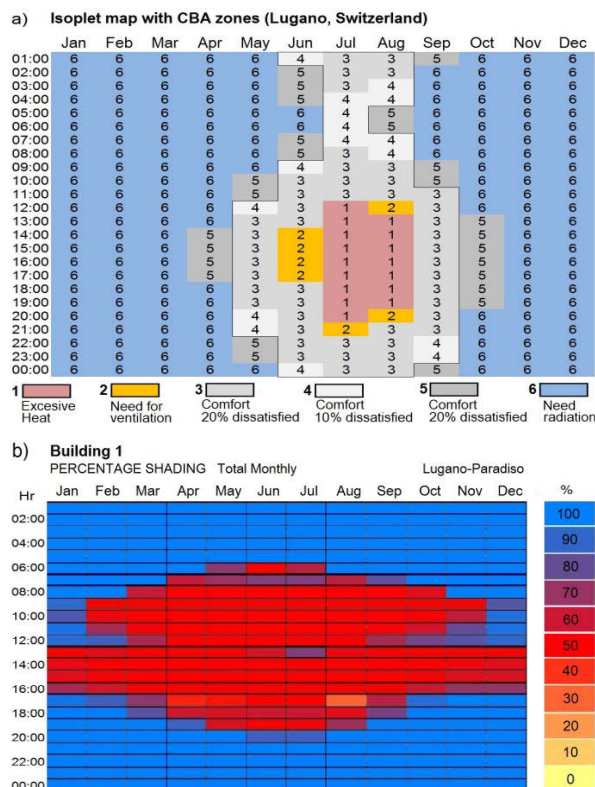 a) Isoplet map with CBA zones (Lugano, Switzerland)
Jan Feb Mar Apr May Jun Jul Aug Sep Oct Nov Dec
01:00 6 6 6 6 6 4 3 3 5 6 6 6
02:00 6 6 6 6 6 5 3 3 6 6 6 6
03:00 6 6 6 6 6 5 3 4 6 6 6 6
04:00 6 6 6 6 6 5 4 4 6 6 6 6
05:00 6 6 6 6 6 6 4 5 6 6 6 6
06:00 6 6 6 6 6 6 4 5 6 6 6 6
07:00 6 6 6 6 6 5 4 4 6 6 6 6
08:00 6 6 6 6 6 5 3 4 6 6 6 6
09:00 6 6 6 6 6 4 3 3 5 6 6 6
10:00 6 6 6 6 5 3 3 3 5 6 6 6
11:00 6 6 6 6 5 3 3 3 3 6 6 6
12:00 6 6 6 6 4 3 1 2 3 6 6 6
13:00 6 6 6 6 3 3 1 1 3 5 6 6
14:00 6 6 6 5 3 2 1 1 3 5 6 6
15:00 6 6 6 5 3 2 1 1 3 5 6 6
16:00 6 6 6 5 3 2 1 1 3 5 6 6
17:00 6 6 6 5 3 2 1 1 3 5 6 6
18:00 6 6 6 6 3 3 1 1 3 5 6 6
19:00 6 6 6 6 3 3 1 1 3 5 6 6
20:00 6 6 6 6 4 3 1 2 3 6 6 6
21:00 6 6 6 6 4 3 2 3 3 6 6 6
22:00 6 6 6 6 5 3 3 3 4 6 6 6
23:00 6 6 6 6 5 3 3 3 4 6 6 6
00:00 6 6 6 6 6 4 3 3 5 6 6 6
1 2 3 4 5 6
Excesive Need for Comfort Comfort Comfort Need
Heat ventilation 20% dissatisfied 10% dissatisfied 20% dissatisfied radiation
b) Building 1
PERCENTAGE SHADING Total Monthly Lugano-Paradiso
Hr Jan Feb Mar Apr May Jun Jul Aug Sep Oct Nov Dec %
02:00
04:00
06:00
08:00
10:00
12:00
14:00
16:00
18:00
20:00
22:00
00:00
100
90
80
70
60
50
40
30
20
10
0